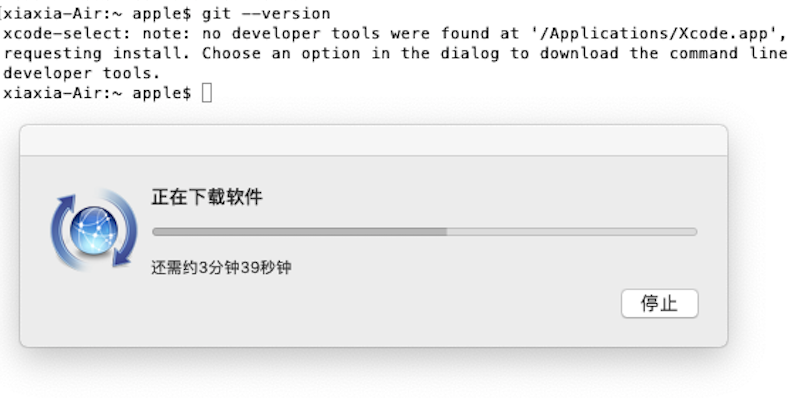 [xiaxia-Air:~ apple$ git --version
xcode-select: note: no developer tools were found at '/Applications/Xcode.app',
requesting install. Choose an option in the dialog to download the command line
developer tools.
xiaxia-Air:~ apple$
正在下载软件
还需约3分钟39秒钟
停止